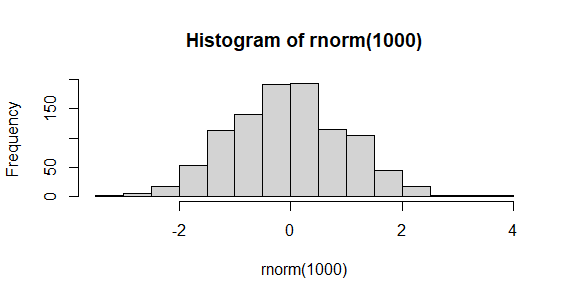 Histogram of rnorm(1000)
Frequency
150
50
0
-2 0 2 4
rnorm(1000)